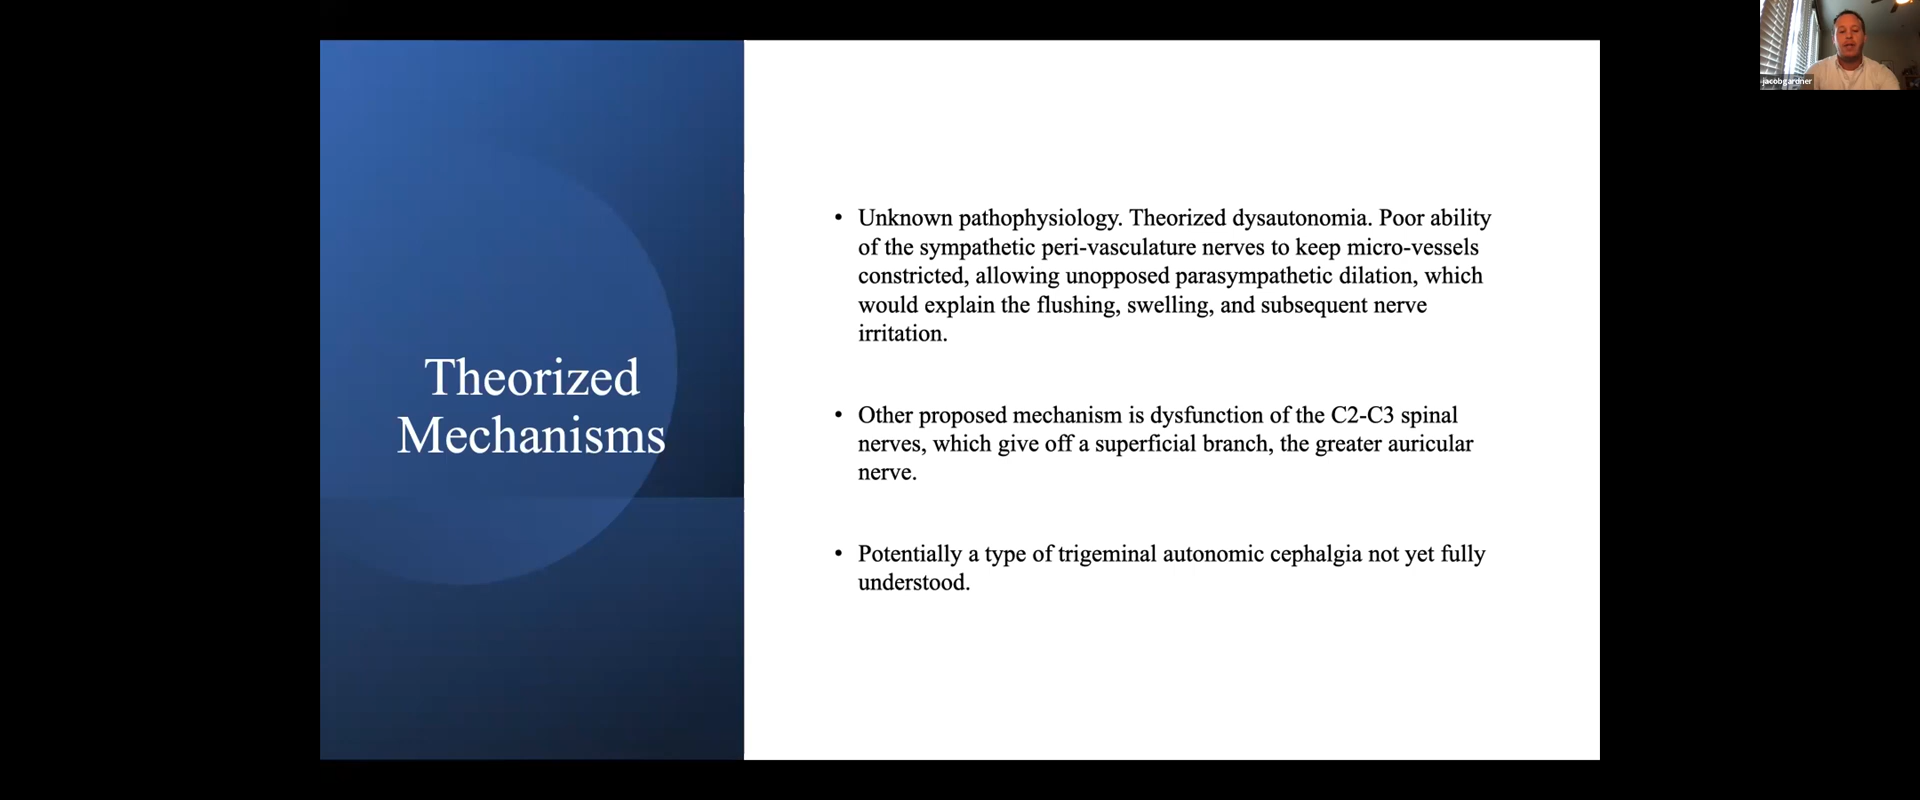 jacobgardner
Theorized
Mechanisms
• Unknown pathophysiology. Theorized dysautonomia. Poor ability
of the sympathetic peri-vasculature nerves to keep micro-vessels
constricted, allowing unopposed parasympathetic dilation, which
would explain the flushing, swelling, and subsequent nerve
irritation.
• Other proposed mechanism is dysfunction of the C2-C3 spinal
nerves, which give off a superficial branch, the greater auricular
nerve.
• Potentially a type of trigeminal autonomic cephalgia not yet fully
understood.